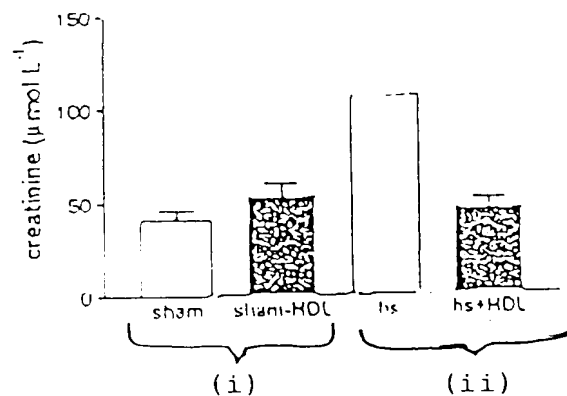 150
100
50
0
creatinine (μmol L⁻¹)
sham sham-HDL hs hs+HDL
(i) (ii)